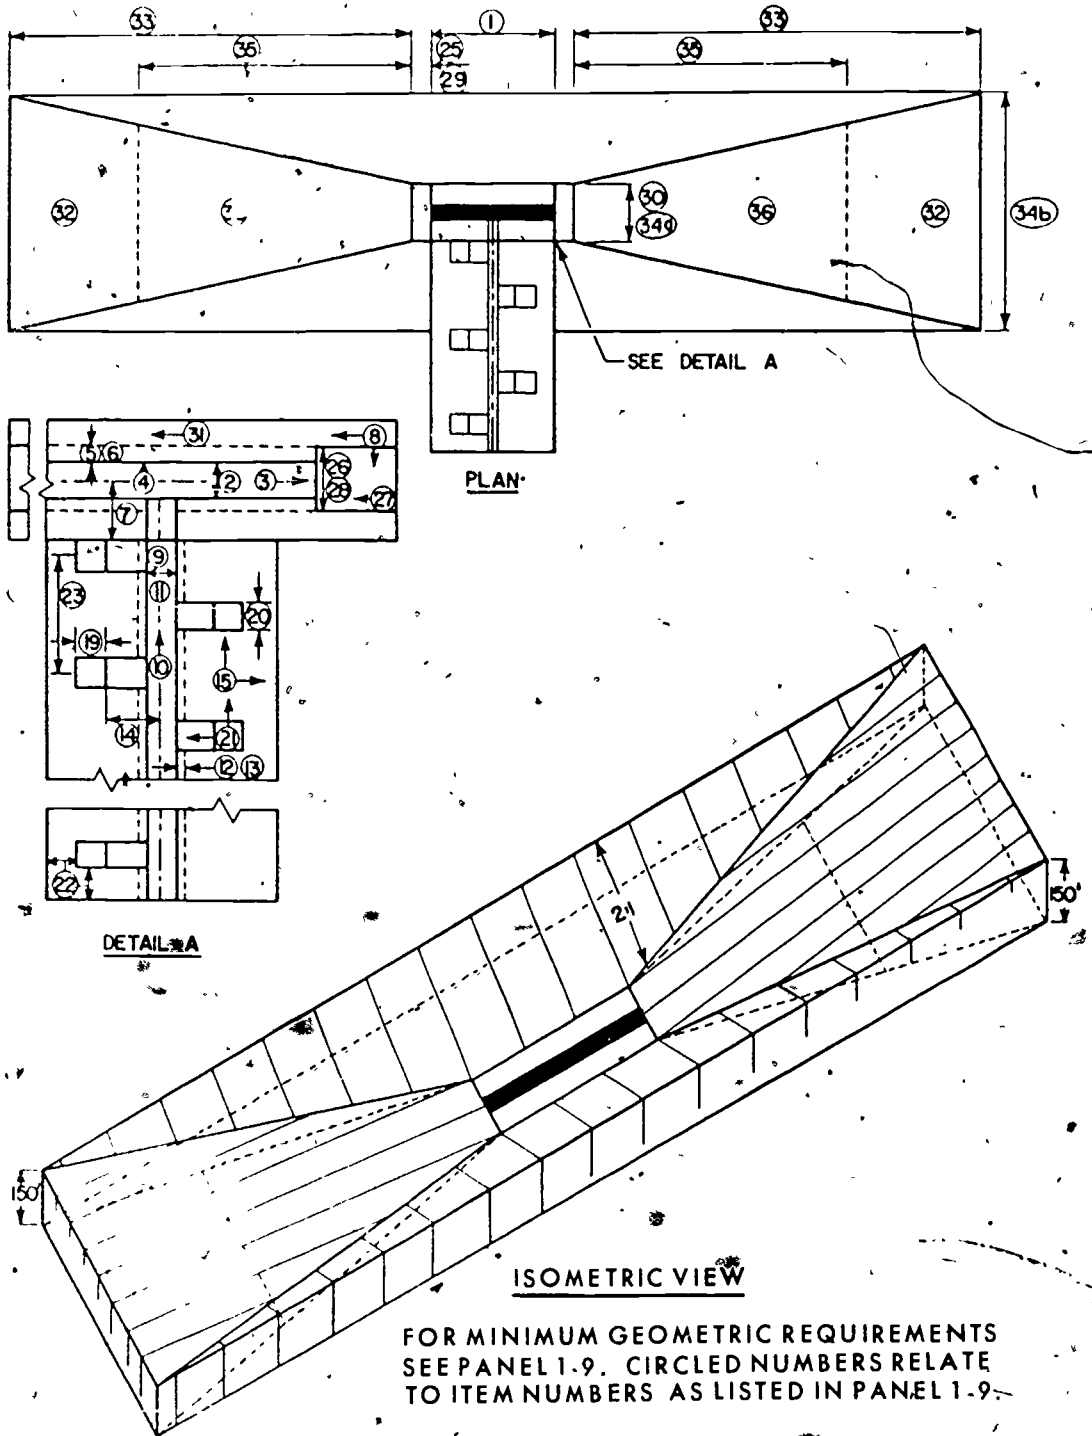 33 1 33
35 25 35
29
32 30 36 32 34b
34a
SEE DETAIL A
PLAN
31 8
5 6 26
4 2 3 28 27
7
9
23 11 20
19
10 15
14 21
12 13
22
DETAIL A
2:1
150'
150'
ISOMETRIC VIEW
FOR MINIMUM GEOMETRIC REQUIREMENTS
SEE PANEL 1-9. CIRCLED NUMBERS RELATE
TO ITEM NUMBERS AS LISTED IN PANEL 1-9.